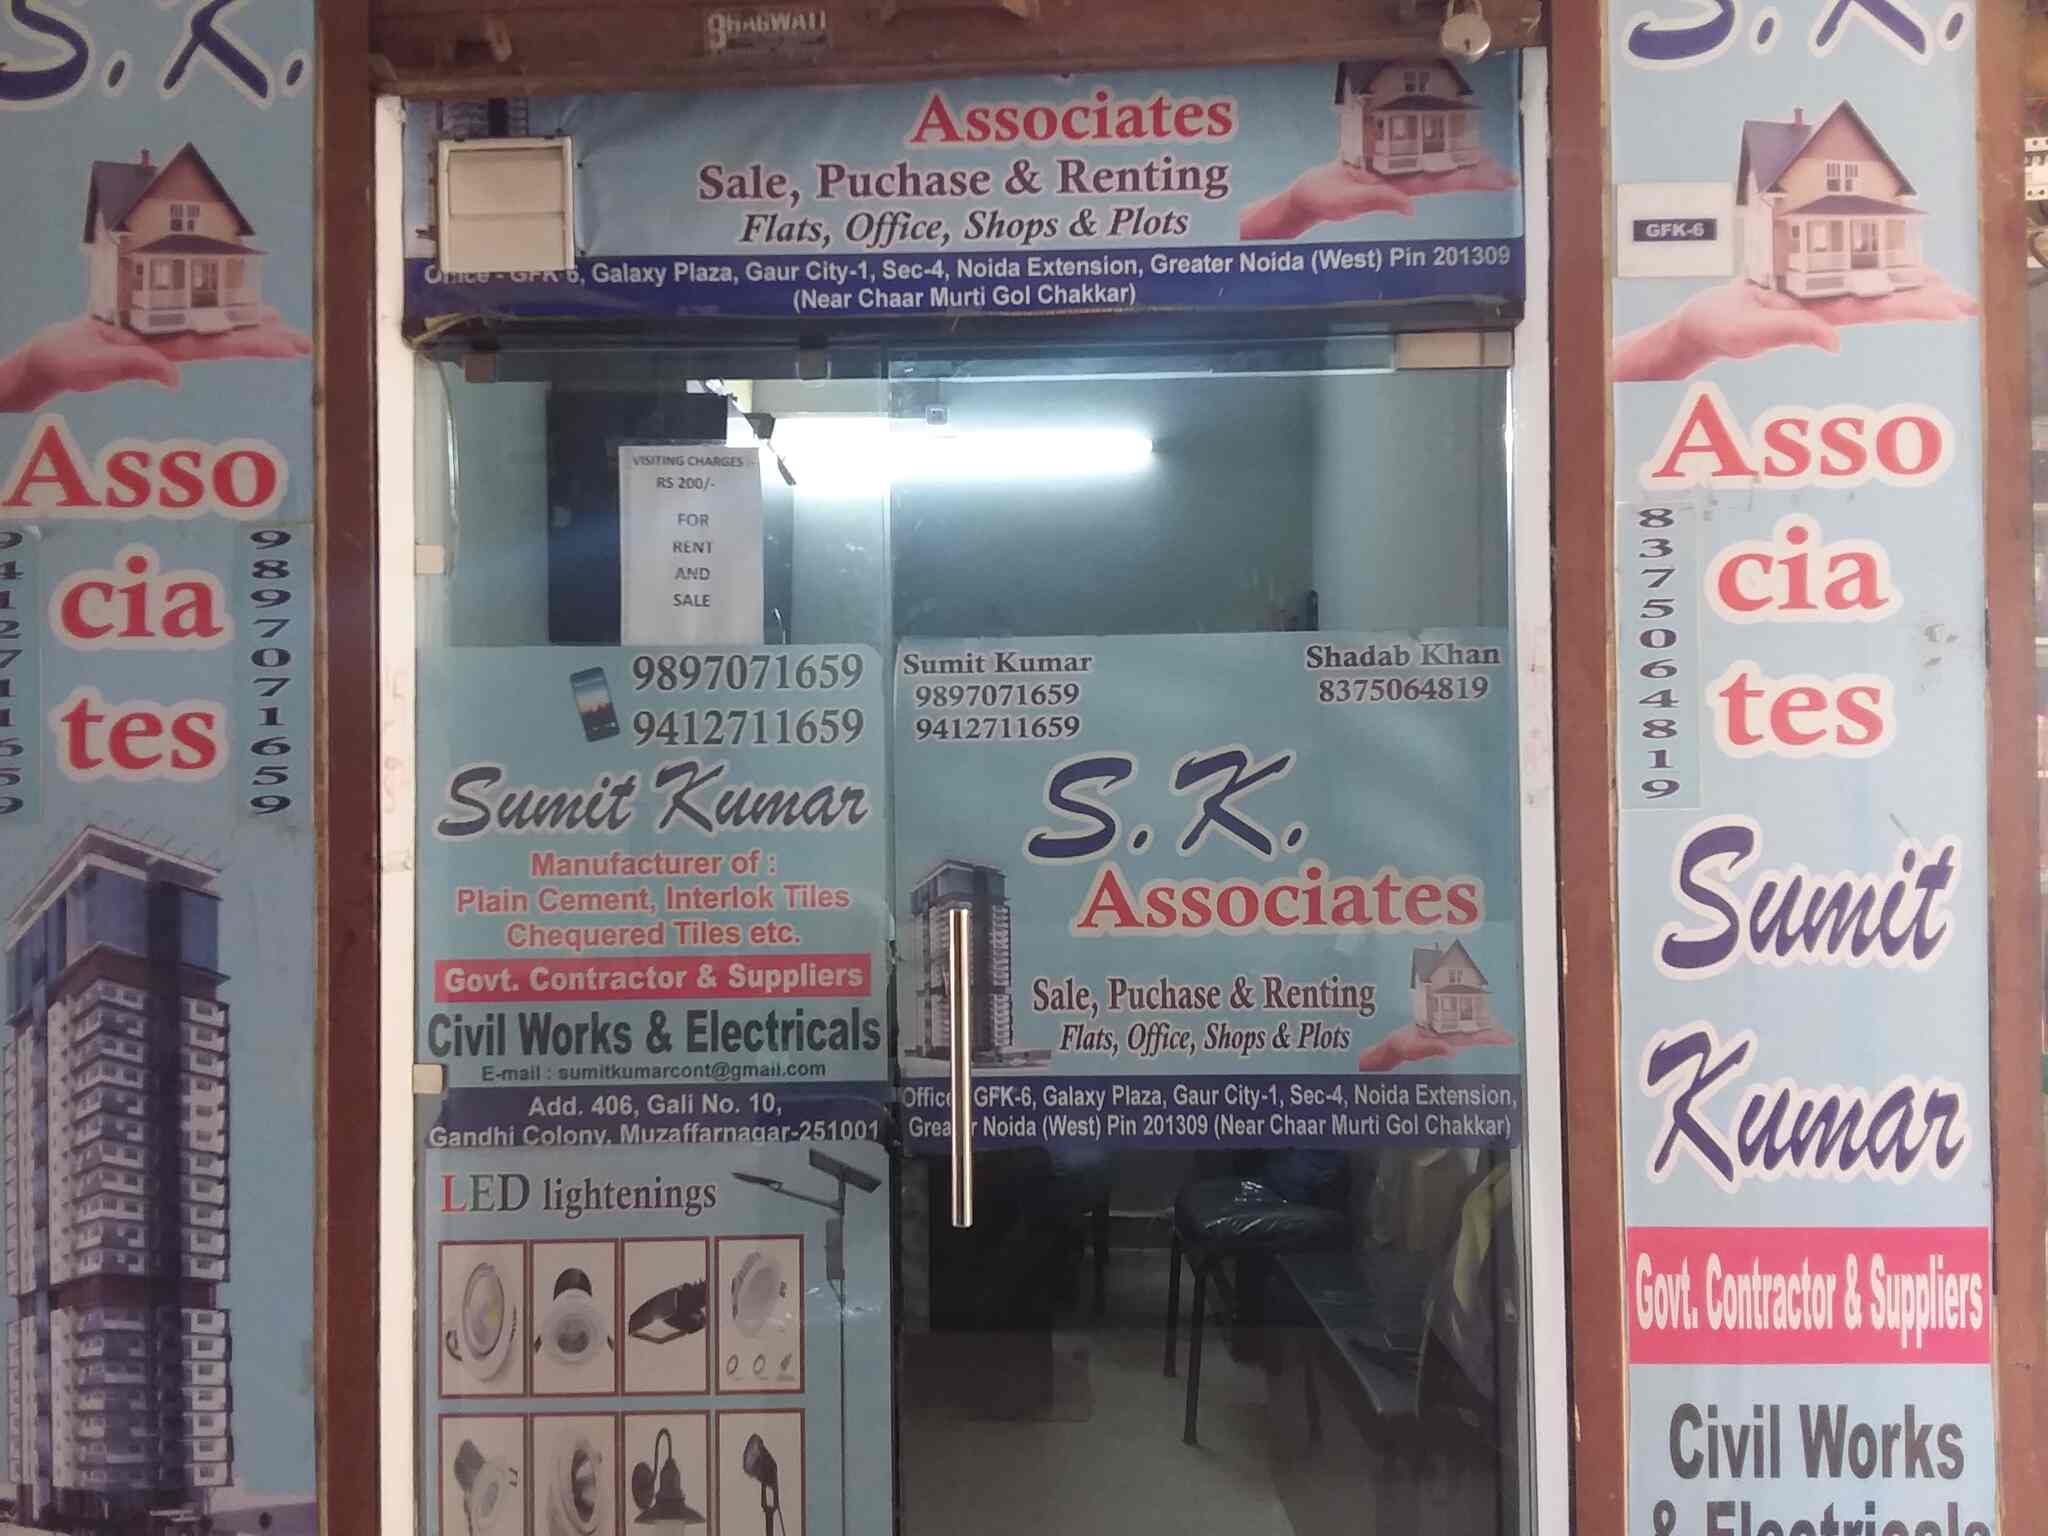 S. K.
Asso
cia
tes
9412711659
9897071659
BHAGWATI
Associates
Sale, Puchase & Renting
Flats, Office, Shops & Plots
Office - GFK-6, Galaxy Plaza, Gaur City-1, Sec-4, Noida Extension, Greater Noida (West) Pin 201309
(Near Chaar Murti Gol Chakkar)
VISITING CHARGES :-
RS 200/-
FOR
RENT
AND
SALE
9897071659
9412711659
Sumit Kumar
Manufacturer of :
Plain Cement, Interlok Tiles
Chequered Tiles etc.
Govt. Contractor & Suppliers
Civil Works & Electricals
E-mail : sumitkumarcont@gmail.com
Add. 406, Gali No. 10,
Gandhi Colony, Muzaffarnagar-251001
LED lightenings
Sumit Kumar
9897071659
9412711659
Shadab Khan
8375064819
S. K.
Associates
Sale, Puchase & Renting
Flats, Office, Shops & Plots
Office GFK-6, Galaxy Plaza, Gaur City-1, Sec-4, Noida Extension,
Greater Noida (West) Pin 201309 (Near Chaar Murti Gol Chakkar)
S. K.
GFK-6
Asso
cia
tes
8375064819
Sumit
Kumar
Govt. Contractor & Suppliers
Civil Works
& Electricals